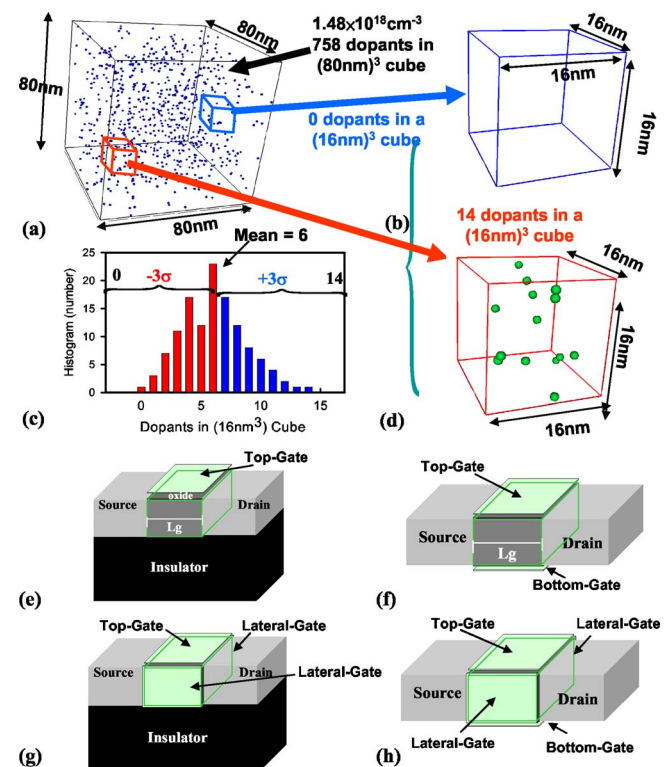 (a)
80nm
80nm
80nm
1.48×10¹⁸cm⁻³
758 dopants in
(80nm)³ cube
0 dopants in a
(16nm)³ cube
(b)
16nm
16nm
16nm
14 dopants in a
(16nm)³ cube
(c)
Mean = 6
0
-3σ
+3σ
14
Histogram (number)
25
20
15
10
5
0
0
5
10
15
Dopants in (16nm³) Cube
(d)
16nm
16nm
16nm
(e)
Top-Gate
oxide
Source
Lg
Drain
Insulator
(f)
Top-Gate
Source
Lg
Drain
Bottom-Gate
(g)
Top-Gate
Lateral-Gate
Source
Lateral-Gate
Drain
Insulator
(h)
Top-Gate
Lateral-Gate
Source
Drain
Lateral-Gate
Bottom-Gate